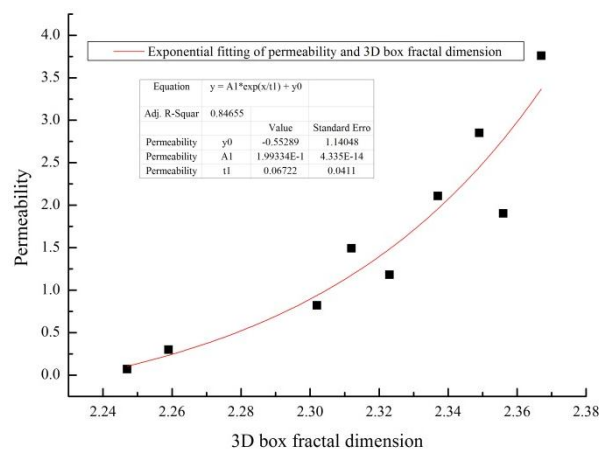 4.0
3.5
3.0
2.5
2.0
1.5
1.0
0.5
0.0
Permeability
Exponential fitting of permeability and 3D box fractal dimension
Equation y = A1*exp(x/t1) + y0
Adj. R-Squar 0.84655
Value Standard Erro
Permeability y0 -0.55289 1.14048
Permeability A1 1.99334E-1 4.335E-14
Permeability t1 0.06722 0.0411
2.24 2.26 2.28 2.30 2.32 2.34 2.36 2.38
3D box fractal dimension